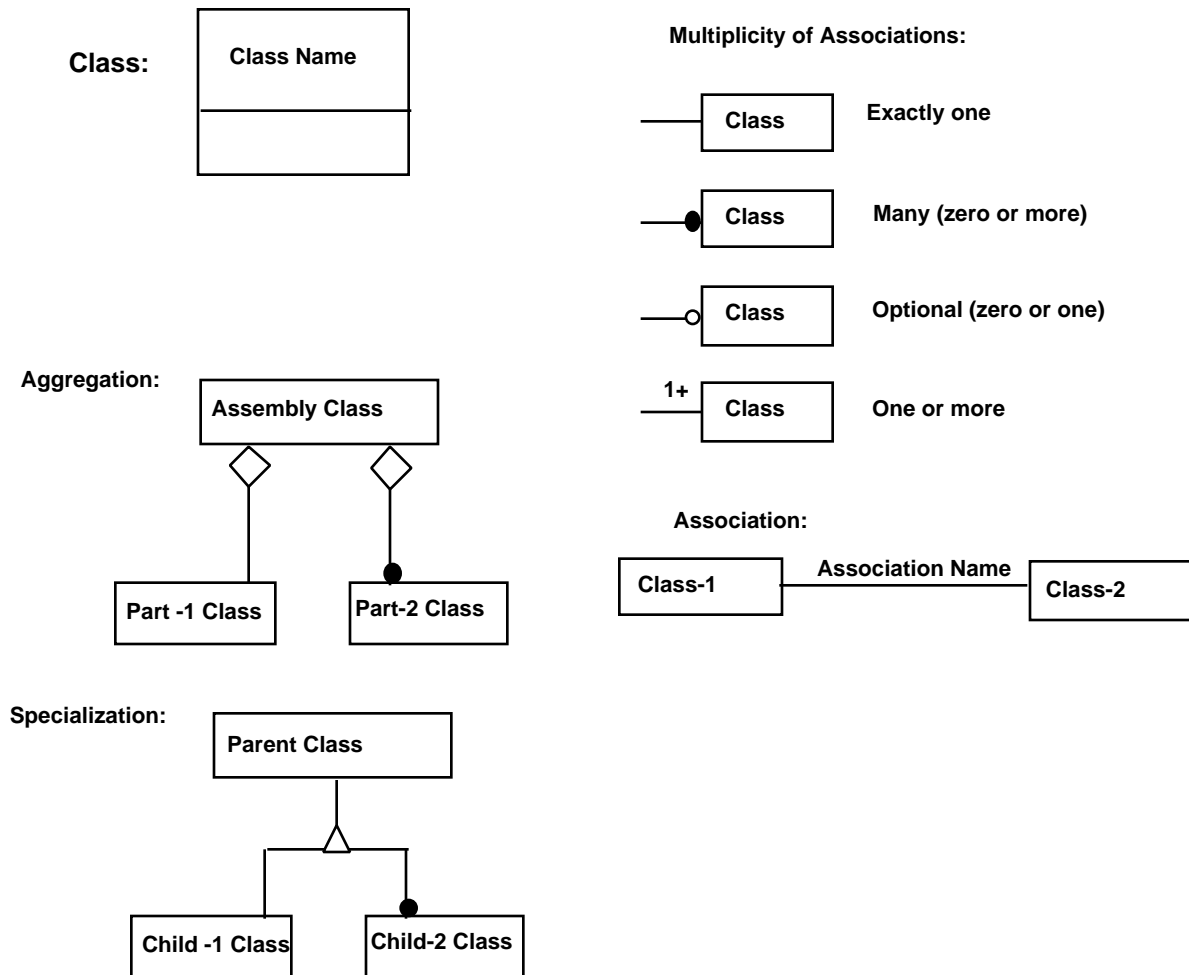 Class:
Class Name
Aggregation:
Assembly Class
Part -1 Class
Part-2 Class
Specialization:
Parent Class
Child -1 Class
Child-2 Class
Multiplicity of Associations:
Class
Exactly one
Class
Many (zero or more)
Class
Optional (zero or one)
1+
Class
One or more
Association:
Class-1
Association Name
Class-2